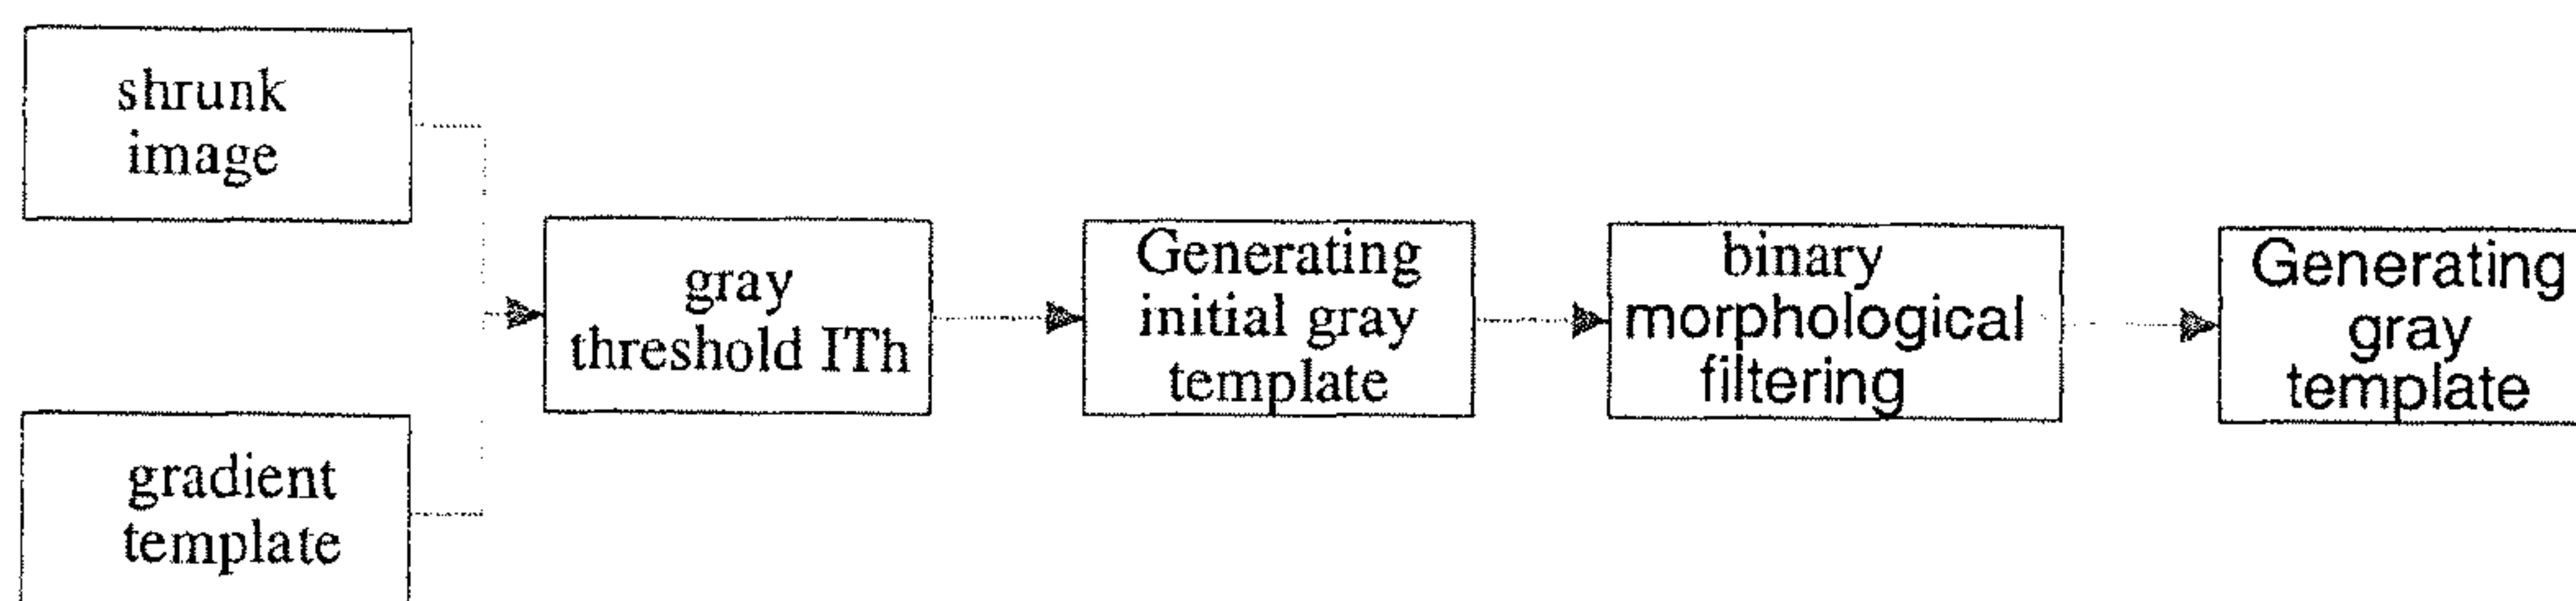 shrunk
image
gradient
template
gray
threshold ITh
Generating
initial gray
template
binary
morphological
filtering
Generating
gray
template